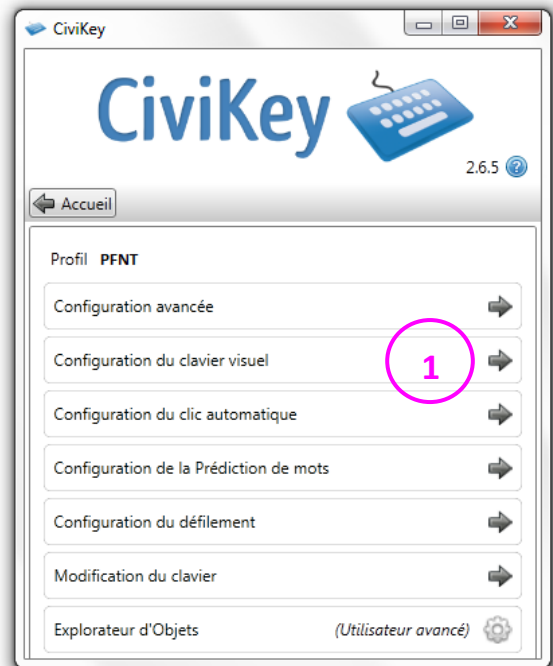 CiviKey
CiviKey
2.6.5
Accueil
Profil PFNT
Configuration avancée
Configuration du clavier visuel 1
Configuration du clic automatique
Configuration de la Prédiction de mots
Configuration du défilement
Modification du clavier
Explorateur d'Objets (Utilisateur avancé)